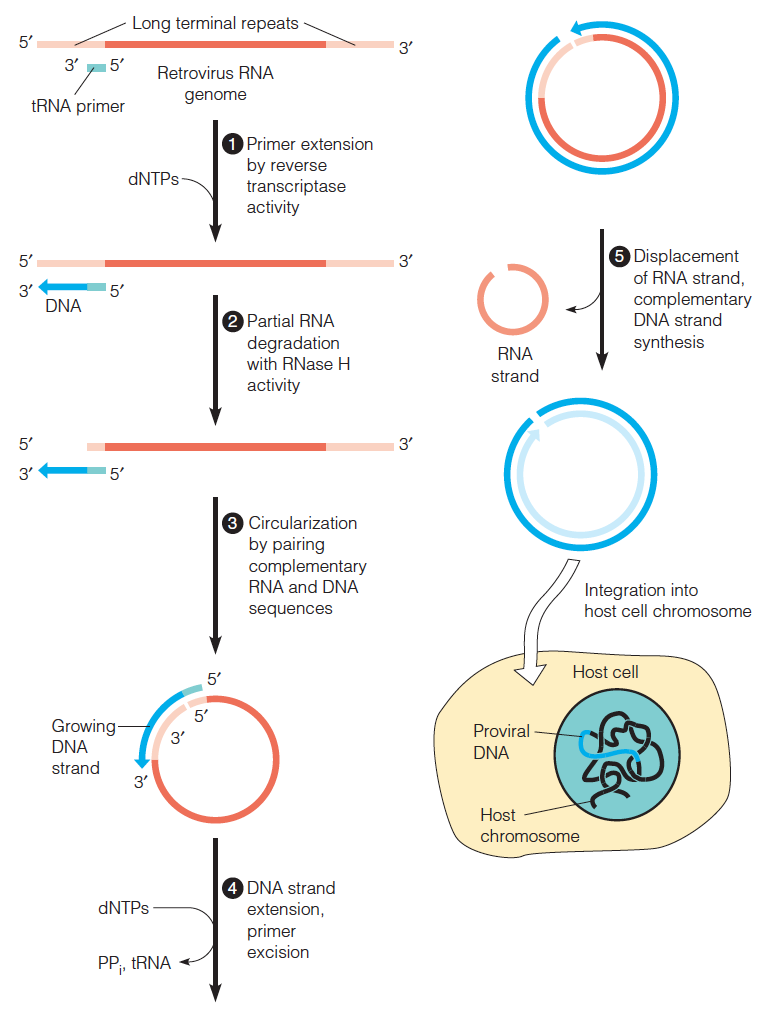 Long terminal repeats
5′
3′
3′
5′
tRNA primer
Retrovirus RNA
genome
dNTPs
1 Primer extension
by reverse
transcriptase
activity
5′
3′
3′
5′
DNA
2 Partial RNA
degradation
with RNase H
activity
5′
3′
3′
5′
3 Circularization
by pairing
complementary
RNA and DNA
sequences
5′
5′
3′
Growing
DNA
strand
3′
dNTPs
PPi, tRNA
4 DNA strand
extension,
primer
excision
5 Displacement
of RNA strand,
complementary
DNA strand
synthesis
RNA
strand
Integration into
host cell chromosome
Host cell
Proviral
DNA
Host
chromosome